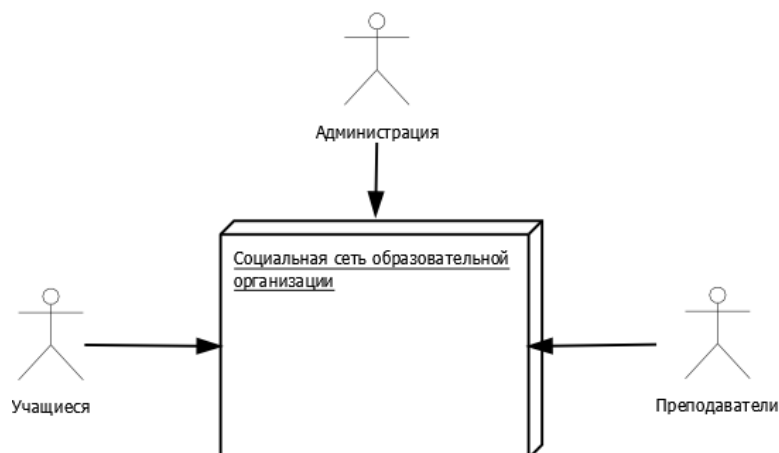 Администрация
Социальная сеть образовательной
организации
Учащиеся
Преподаватели